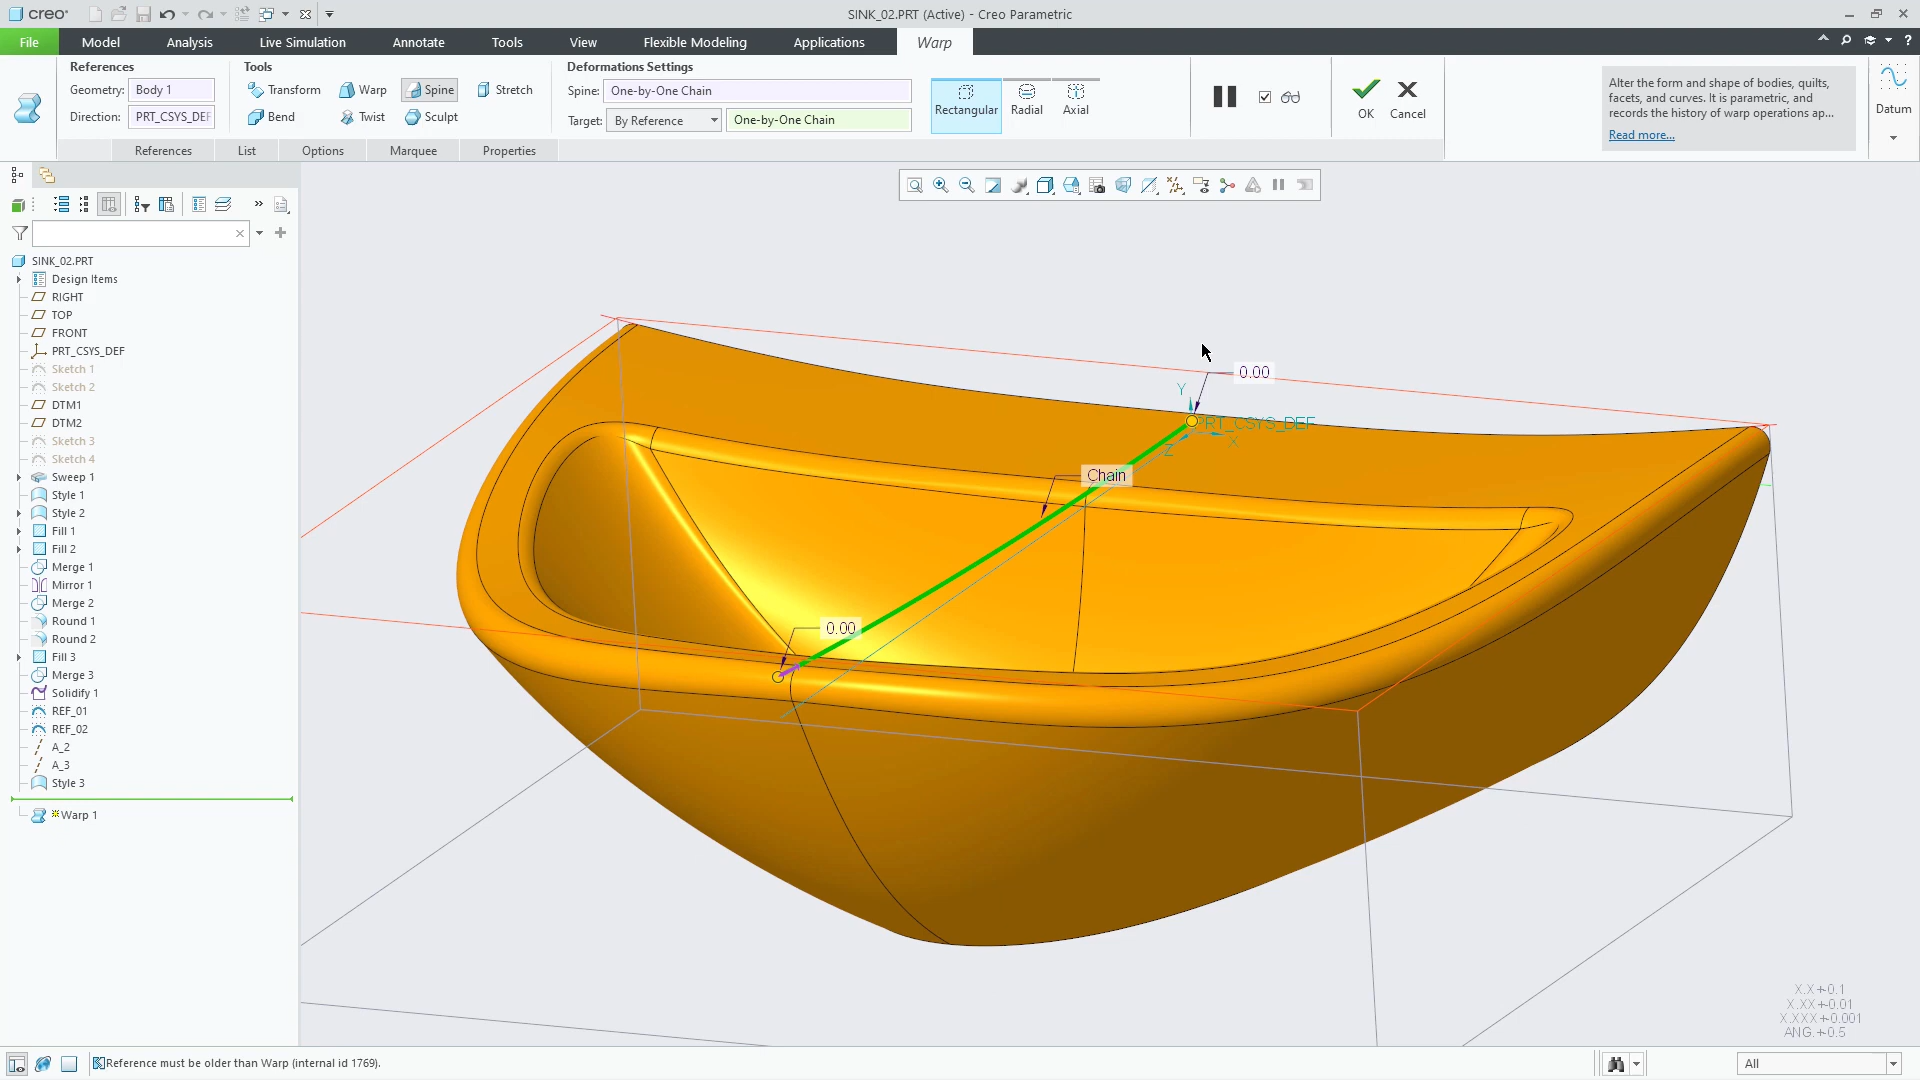 creo
SINK_02.PRT (Active) - Creo Parametric
File
Model
Analysis
Live Simulation
Annotate
Tools
View
Flexible Modeling
Applications
Warp
References
Geometry: Body 1
Direction: PRT_CSYS_DEF
Tools
Transform
Warp
Spine
Stretch
Bend
Twist
Sculpt
Deformations Settings
Spine: One-by-One Chain
Target: By Reference One-by-One Chain
Rectangular
Radial
Axial
OK
Cancel
Alter the form and shape of bodies, quilts,
facets, and curves. It is parametric, and
records the history of warp operations ap...
Read more...
Datum
References
List
Options
Marquee
Properties
SINK_02.PRT
Design Items
RIGHT
TOP
FRONT
PRT_CSYS_DEF
Sketch 1
Sketch 2
DTM1
DTM2
Sketch 3
Sketch 4
Sweep 1
Style 1
Style 2
Fill 1
Fill 2
Merge 1
Mirror 1
Merge 2
Round 1
Round 2
Fill 3
Merge 3
Solidify 1
REF_01
REF_02
A_2
A_3
Style 3
Warp 1
0.00
Y
PRT_CSYS_DEF
X
Z
Chain
0.00
X.X+-0.1
X.XX+-0.01
X.XXX+-0.001
ANG.+-0.5
Reference must be older than Warp (internal id 1769).
All